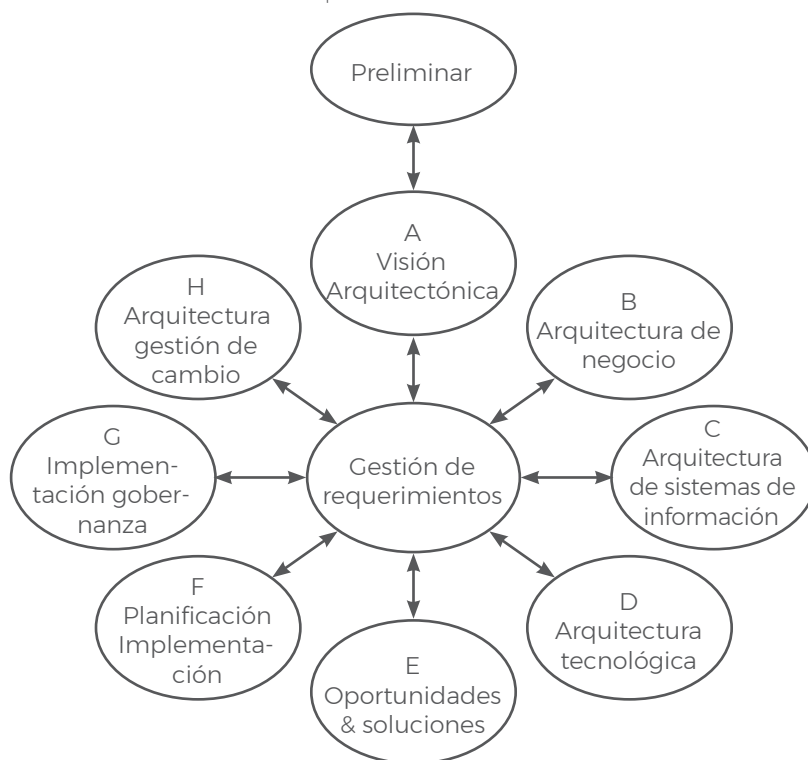 Preliminar
A
Visión
Arquitectónica
H
Arquitectura
gestión de
cambio
B
Arquitectura de
negocio
G
Implemen-
tación gober-
nanza
Gestión de
requerimientos
C
Arquitectura
de sistemas de
información
F
Planificación
Implementa-
ción
D
Arquitectura
tecnológica
E
Oportunidades
& soluciones